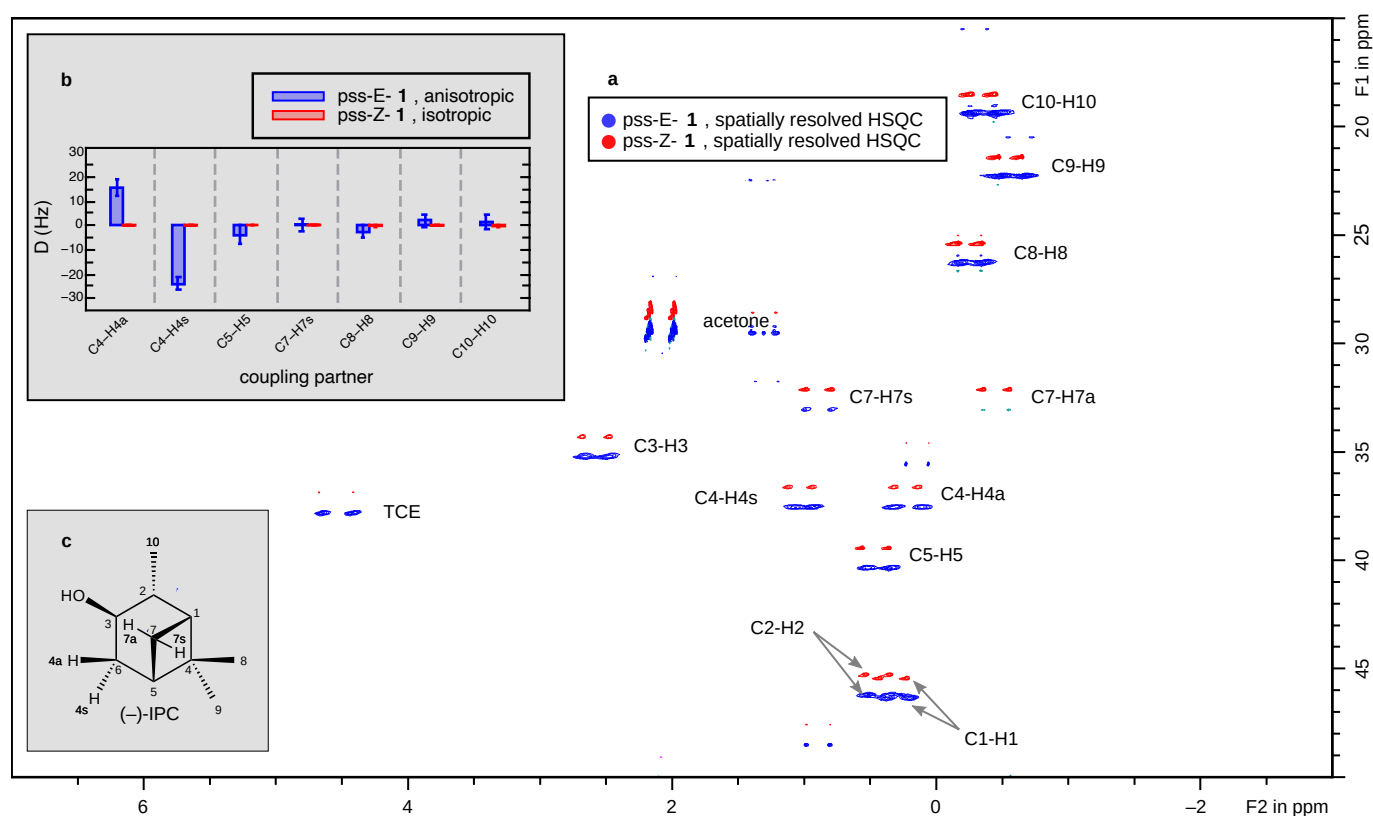 a
pss-E- 1 , spatially resolved HSQC
pss-Z- 1 , spatially resolved HSQC
b
pss-E- 1 , anisotropic
pss-Z- 1 , isotropic
D (Hz)
30
20
10
0
−10
−20
−30
C4–H4a
C4–H4s
C5–H5
C7–H7s
C8–H8
C9–H9
C10–H10
coupling partner
C10-H10
C9-H9
C8-H8
acetone
C7-H7s
C7-H7a
C3-H3
C4-H4s
C4-H4a
TCE
C5-H5
C2-H2
C1-H1
c
10
HO
2
1
3
H
7
7a
7s
H
4a H
6
4
8
5
H
4s
9
(–)-IPC
F1 in ppm
20
25
30
35
40
45
6
4
2
0
–2
F2 in ppm